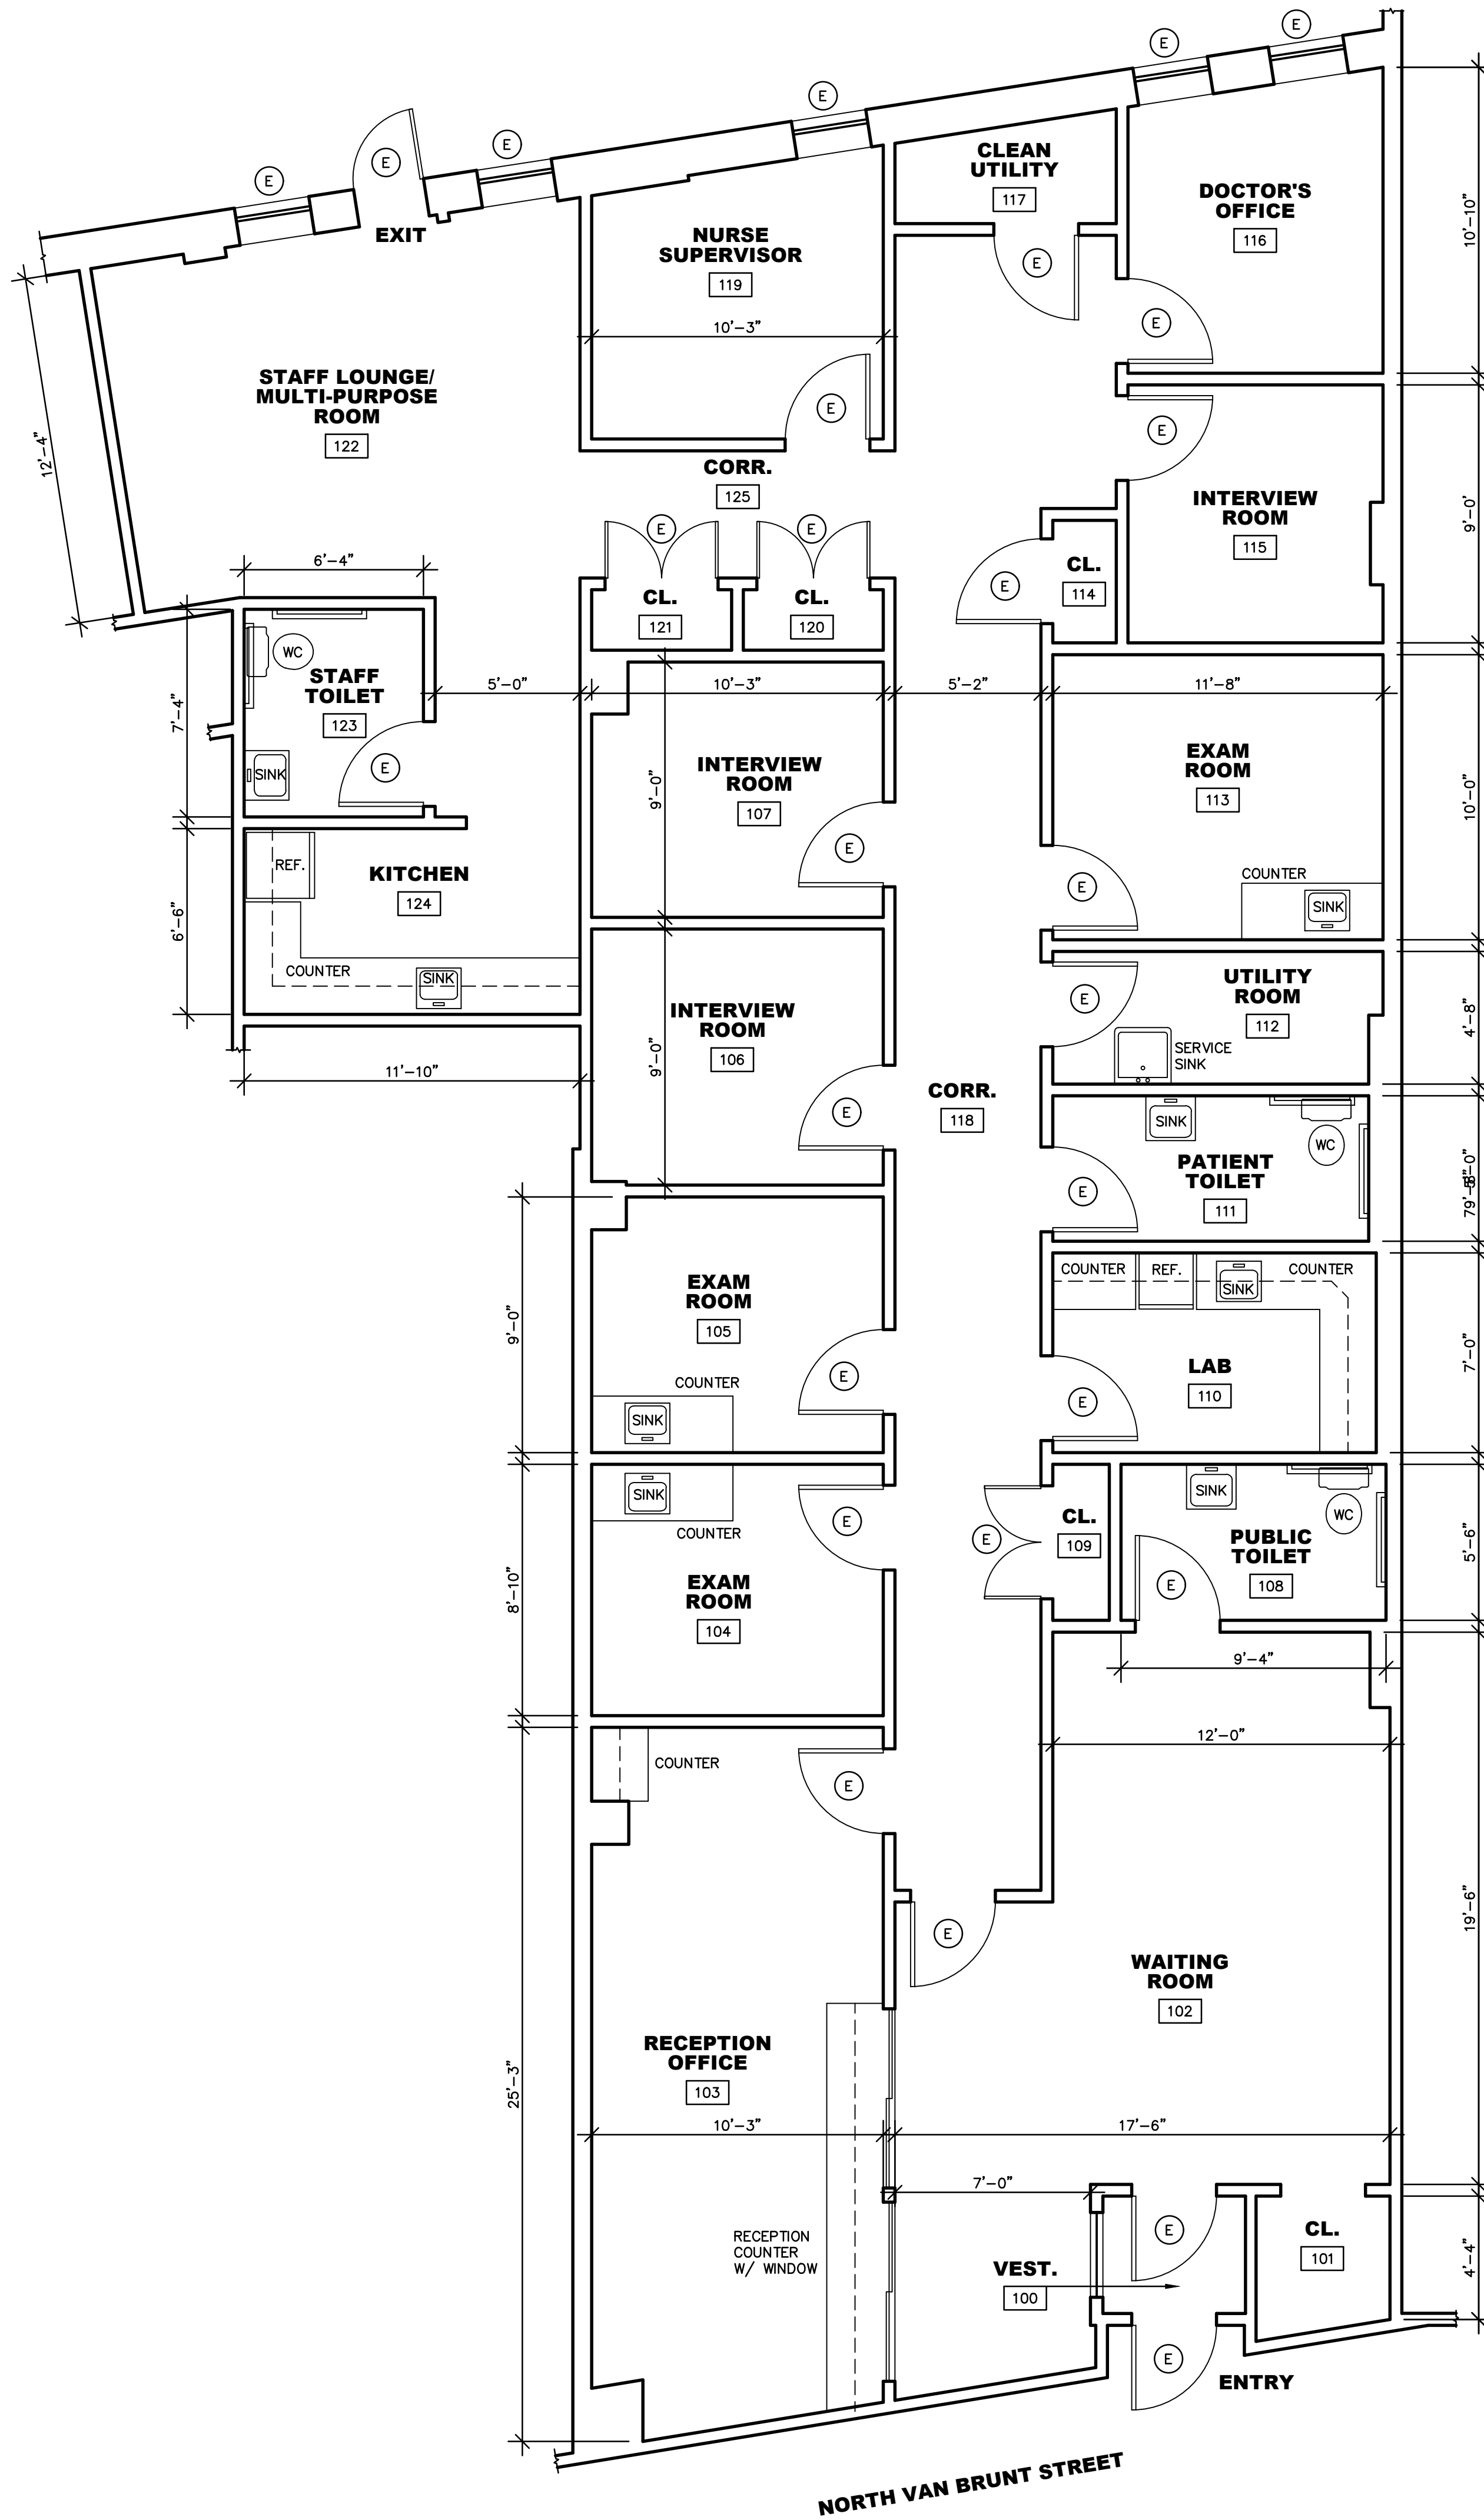 E
E
E
E
E
E
E
EXIT
CLEAN
UTILITY
117
DOCTOR'S
OFFICE
116
10'-10"
NURSE
SUPERVISOR
119
10'-3"
E
E
E
E
STAFF LOUNGE/
MULTI-PURPOSE
ROOM
122
12'-4"
CORR.
125
INTERVIEW
ROOM
115
9'-0'
E
E
E
CL.
121
CL.
120
CL.
114
6'-4"
WC
STAFF
TOILET
123
7'-4"
5'-0"
10'-3"
5'-2"
11'-8"
E
SINK
INTERVIEW
ROOM
107
9'-0"
E
EXAM
ROOM
113
10'-0"
E
COUNTER
SINK
REF.
KITCHEN
124
6'-6"
COUNTER
SINK
11'-10"
INTERVIEW
ROOM
106
9'-0"
E
E
UTILITY
ROOM
112
4'-8"
SERVICE
SINK
CORR.
118
SINK
WC
PATIENT
TOILET
111
E
EXAM
ROOM
105
9'-0"
COUNTER
SINK
E
COUNTER
REF.
SINK
COUNTER
LAB
110
7'-0"
E
SINK
COUNTER
EXAM
ROOM
104
8'-10"
E
E
CL.
109
SINK
WC
PUBLIC
TOILET
108
5'-6"
E
9'-4"
12'-0"
COUNTER
E
E
WAITING
ROOM
102
19'-6"
RECEPTION
OFFICE
103
25'-3"
10'-3"
17'-6"
7'-0"
RECEPTION
COUNTER
W/ WINDOW
VEST.
100
E
CL.
101
4'-4"
E
ENTRY
NORTH VAN BRUNT STREET